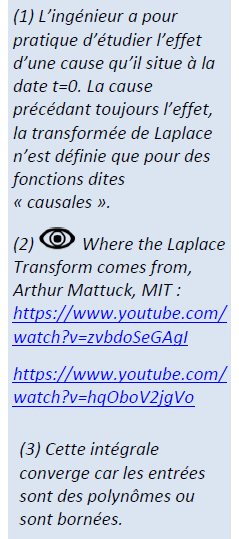 (1) L’ingénieur a pour
pratique d’étudier l’effet
d’une cause qu’il situe à la
date t=0. La cause
précédant toujours l’effet,
la transformée de Laplace
n’est définie que pour des
fonctions dites
« causales ».
(2) Where the Laplace
Transform comes from,
Arthur Mattuck, MIT :
https://www.youtube.com/
watch?v=zvbdoSeGAgI
https://www.youtube.com/
watch?v=hqOboV2jgVo
(3) Cette intégrale
converge car les entrées
sont des polynômes ou
sont bornées.